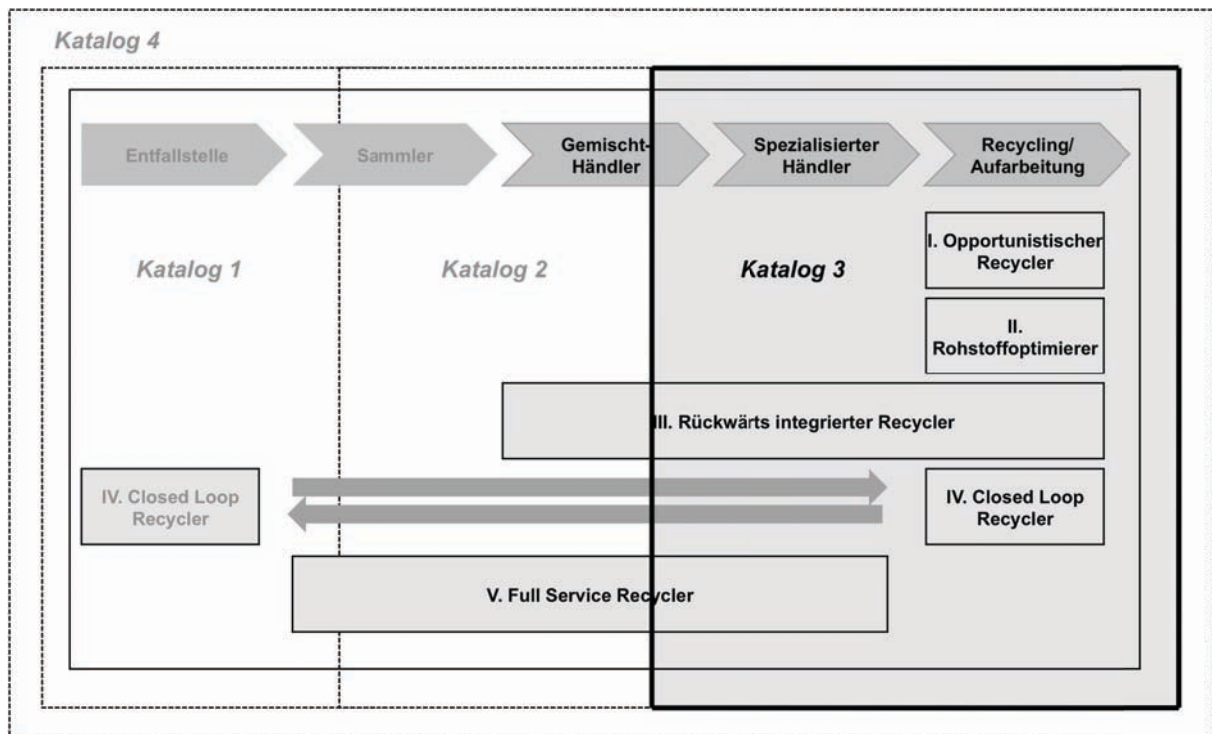 Katalog 4
Entfallstelle
Sammler
Gemischt-
Händler
Spezialisierter
Händler
Recycling/
Aufarbeitung
Katalog 1
Katalog 2
Katalog 3
I. Opportunistischer
Recycler
II.
Rohstoffoptimierer
III. Rückwärts integrierter Recycler
IV. Closed Loop
Recycler
IV. Closed Loop
Recycler
V. Full Service Recycler